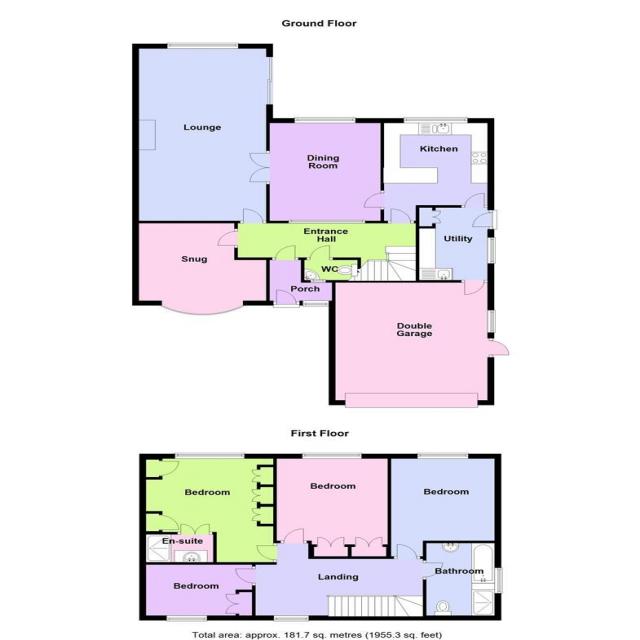 Ground Floor
Lounge
Dining
Room
Kitchen
Entrance
Hall
Utility
Snug
WC
Porch
Double
Garage
First Floor
Bedroom
Bedroom
Bedroom
En-suite
Bathroom
Landing
Bedroom
Total area: approx. 181.7 sq. metres (1955.3 sq. feet)